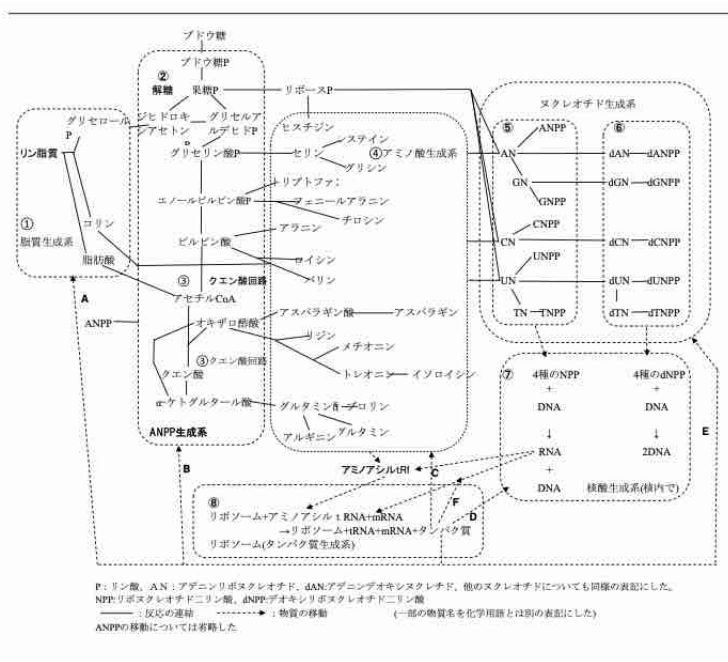 ブドウ糖
ブドウ糖P
②
解糖
果糖P
リボースP
ヌクレオチド生成系
グリセロール
P
ジヒドロキ
シアセトン
P
グリセルア
ルデヒドP
ヒスチジン
⑤
ANPP
⑥
リン脂質
グリセリン酸P
セリン
システイン
グリシン
④アミノ酸生成系
AN
dAN
dANPP
GN
GNPP
dGN
dGNPP
トリプトファン
エノールピルビン酸P
フェニールアラニン
チロシン
コリン
①
脂質生成系
アラニン
ピルビン酸
CNPP
CN
dCN
dCNPP
UNPP
脂肪酸
ロイシン
バリン
③ クエン酸回路
UN
dUN
dUNPP
A
アセチルCoA
TN
TNPP
dTN
dTNPP
ANPP
オキザロ酢酸
アスパラギン酸
アスパラギン
リジン
メチオニン
③クエン酸回路
クエン酸
トレオニン
イソロイシン
α-ケトグルタール酸
グルタミン酸
プロリン
アルギニン
グルタミン
ANPP生成系
⑦
4種のNPP
4種のdNPP
+
+
DNA
DNA
↓
↓
RNA
2DNA
+
DNA
核酸生成系(核内で)
E
B
アミノアシルtRI
C
F
D
⑧
リボソーム+アミノアシルｔRNA+mRNA
→リボソーム+tRNA+mRNA+タンパク質
リボソーム(タンパク質生成系)
P：リン酸、AN：アデニンリボヌクレオチド、dAN:アデニンデオキシヌクレチド、他のヌクレオチドについても同様の表記にした。
NPP:リボヌクレオチド二リン酸、dNPP:デオキシリボヌクレオチド二リン酸
：反応の連結
：物質の移動
(一部の物質名を化学用語とは別の表記にした)
ANPPの移動については省略した